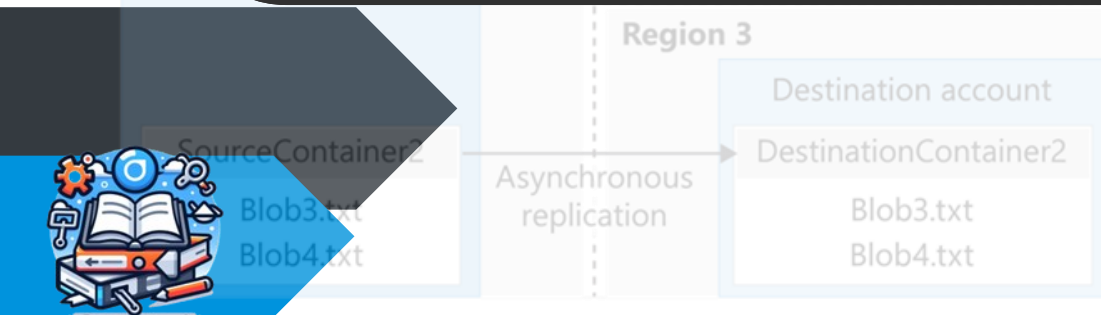 Region 3
Destination account
SourceContainer2
DestinationContainer2
Asynchronous
replication
Blob3.txt
Blob3.txt
Blob4.txt
Blob4.txt